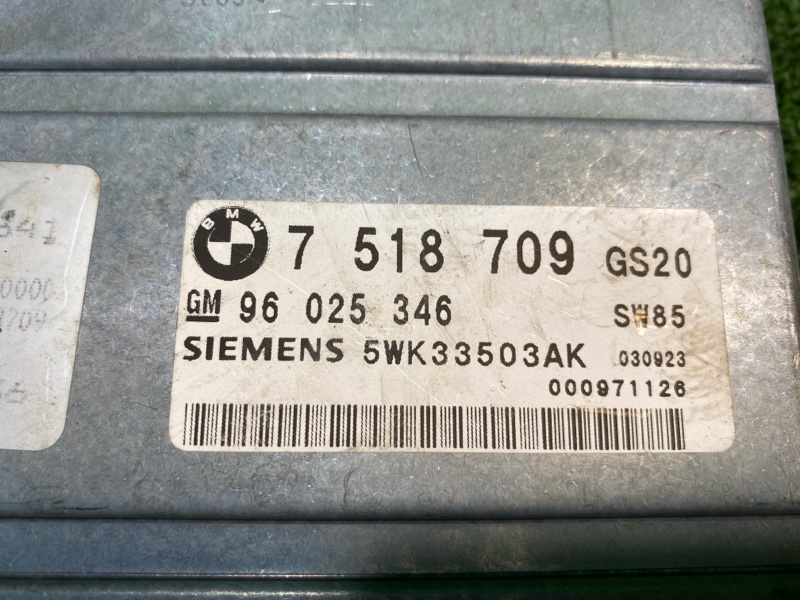 BMW 7 518 709 GS20
GM 96 025 346 SW85
SIEMENS 5WK33503AK 030923
000971126